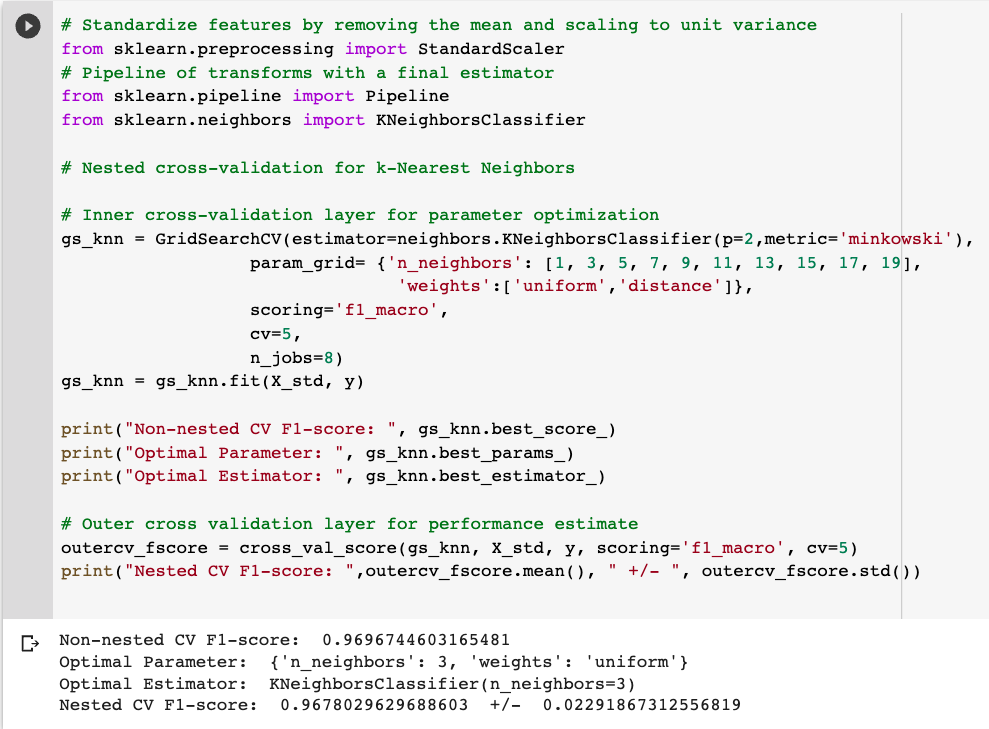 # Standardize features by removing the mean and scaling to unit variance
from sklearn.preprocessing import StandardScaler
# Pipeline of transforms with a final estimator
from sklearn.pipeline import Pipeline
from sklearn.neighbors import KNeighborsClassifier
# Nested cross-validation for k-Nearest Neighbors
# Inner cross-validation layer for parameter optimization
gs_knn = GridSearchCV(estimator=neighbors.KNeighborsClassifier(p=2,metric='minkowski'),
param_grid= {'n_neighbors': [1, 3, 5, 7, 9, 11, 13, 15, 17, 19],
'weights':['uniform','distance']},
scoring='f1_macro',
cv=5,
n_jobs=8)
gs_knn = gs_knn.fit(X_std, y)
print("Non-nested CV F1-score: ", gs_knn.best_score_)
print("Optimal Parameter: ", gs_knn.best_params_)
print("Optimal Estimator: ", gs_knn.best_estimator_)
# Outer cross validation layer for performance estimate
outercv_fscore = cross_val_score(gs_knn, X_std, y, scoring='f1_macro', cv=5)
print("Nested CV F1-score: ",outercv_fscore.mean(), " +/- ", outercv_fscore.std())
Non-nested CV F1-score:  0.9696744603165481
Optimal Parameter:  {'n_neighbors': 3, 'weights': 'uniform'}
Optimal Estimator:  KNeighborsClassifier(n_neighbors=3)
Nested CV F1-score:  0.9678029629688603  +/-  0.02291867312556819